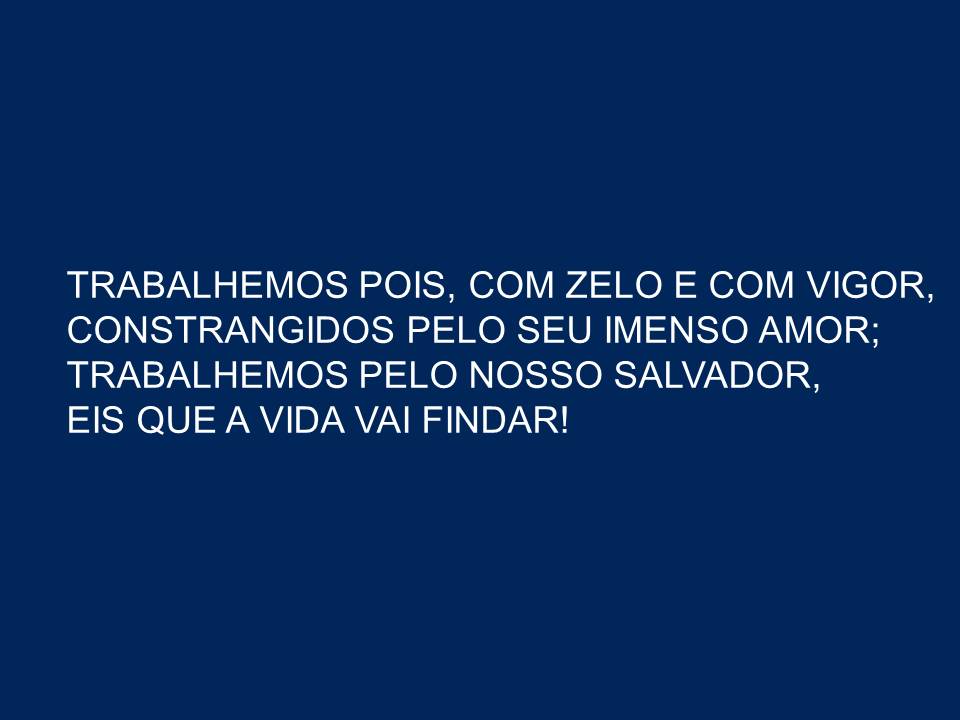 TRABALHEMOS POIS, COM ZELO E COM VIGOR,
CONSTRANGIDOS PELO SEU IMENSO AMOR;
TRABALHEMOS PELO NOSSO SALVADOR,
EIS QUE A VIDA VAI FINDAR!